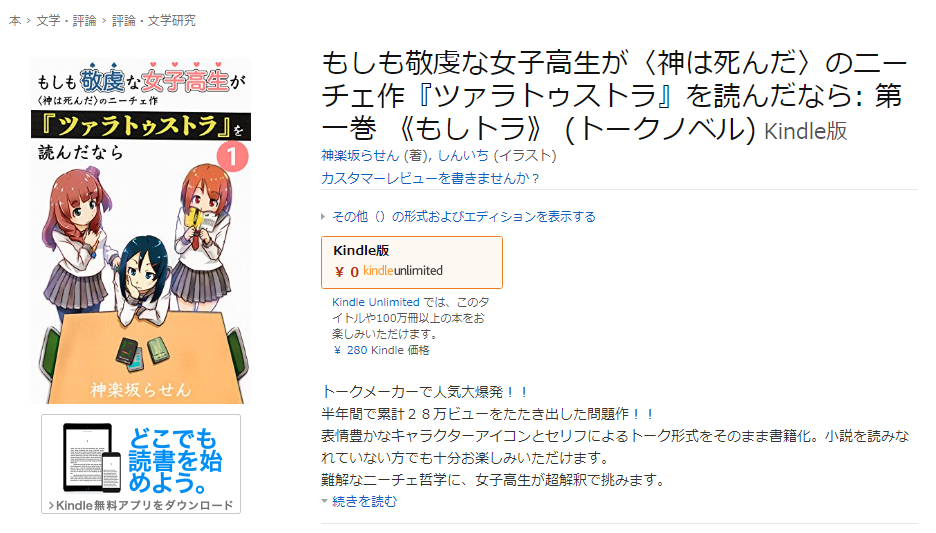 本 › 文学・評論 › 評論・文学研究
もしも敬虔な女子高生が
〈神は死んだ〉のニーチェ作
『ツァラトゥストラ』を
読んだなら
1
神楽坂らせん
どこでも
読書を始
めよう。
>Kindle無料アプリをダウンロード
もしも敬虔な女子高生が〈神は死んだ〉のニー
チェ作『ツァラトゥストラ』を読んだなら: 第
一巻 《もしトラ》 (トークノベル) Kindle版
神楽坂らせん (著), しんいち (イラスト)
カスタマーレビューを書きませんか？
その他（）の形式およびエディションを表示する
Kindle版
￥ 0 kindleunlimited
Kindle Unlimited では、このタ
イトルや100万冊以上の本をお
楽しみいただけます。
￥ 280 Kindle 価格
トークメーカーで人気大爆発！！
半年間で累計２８万ビューをたたき出した問題作！！
表情豊かなキャラクターアイコンとセリフによるトーク形式をそのまま書籍化。小説を読みな
れていない方でも十分お楽しみいただけます。
難解なニーチェ哲学に、女子高生が超解釈で挑みます。
続きを読む